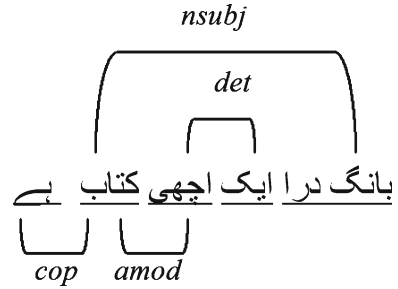 nsubj
det
بانگ درا ایک اچھی کتاب ہے
cop amod